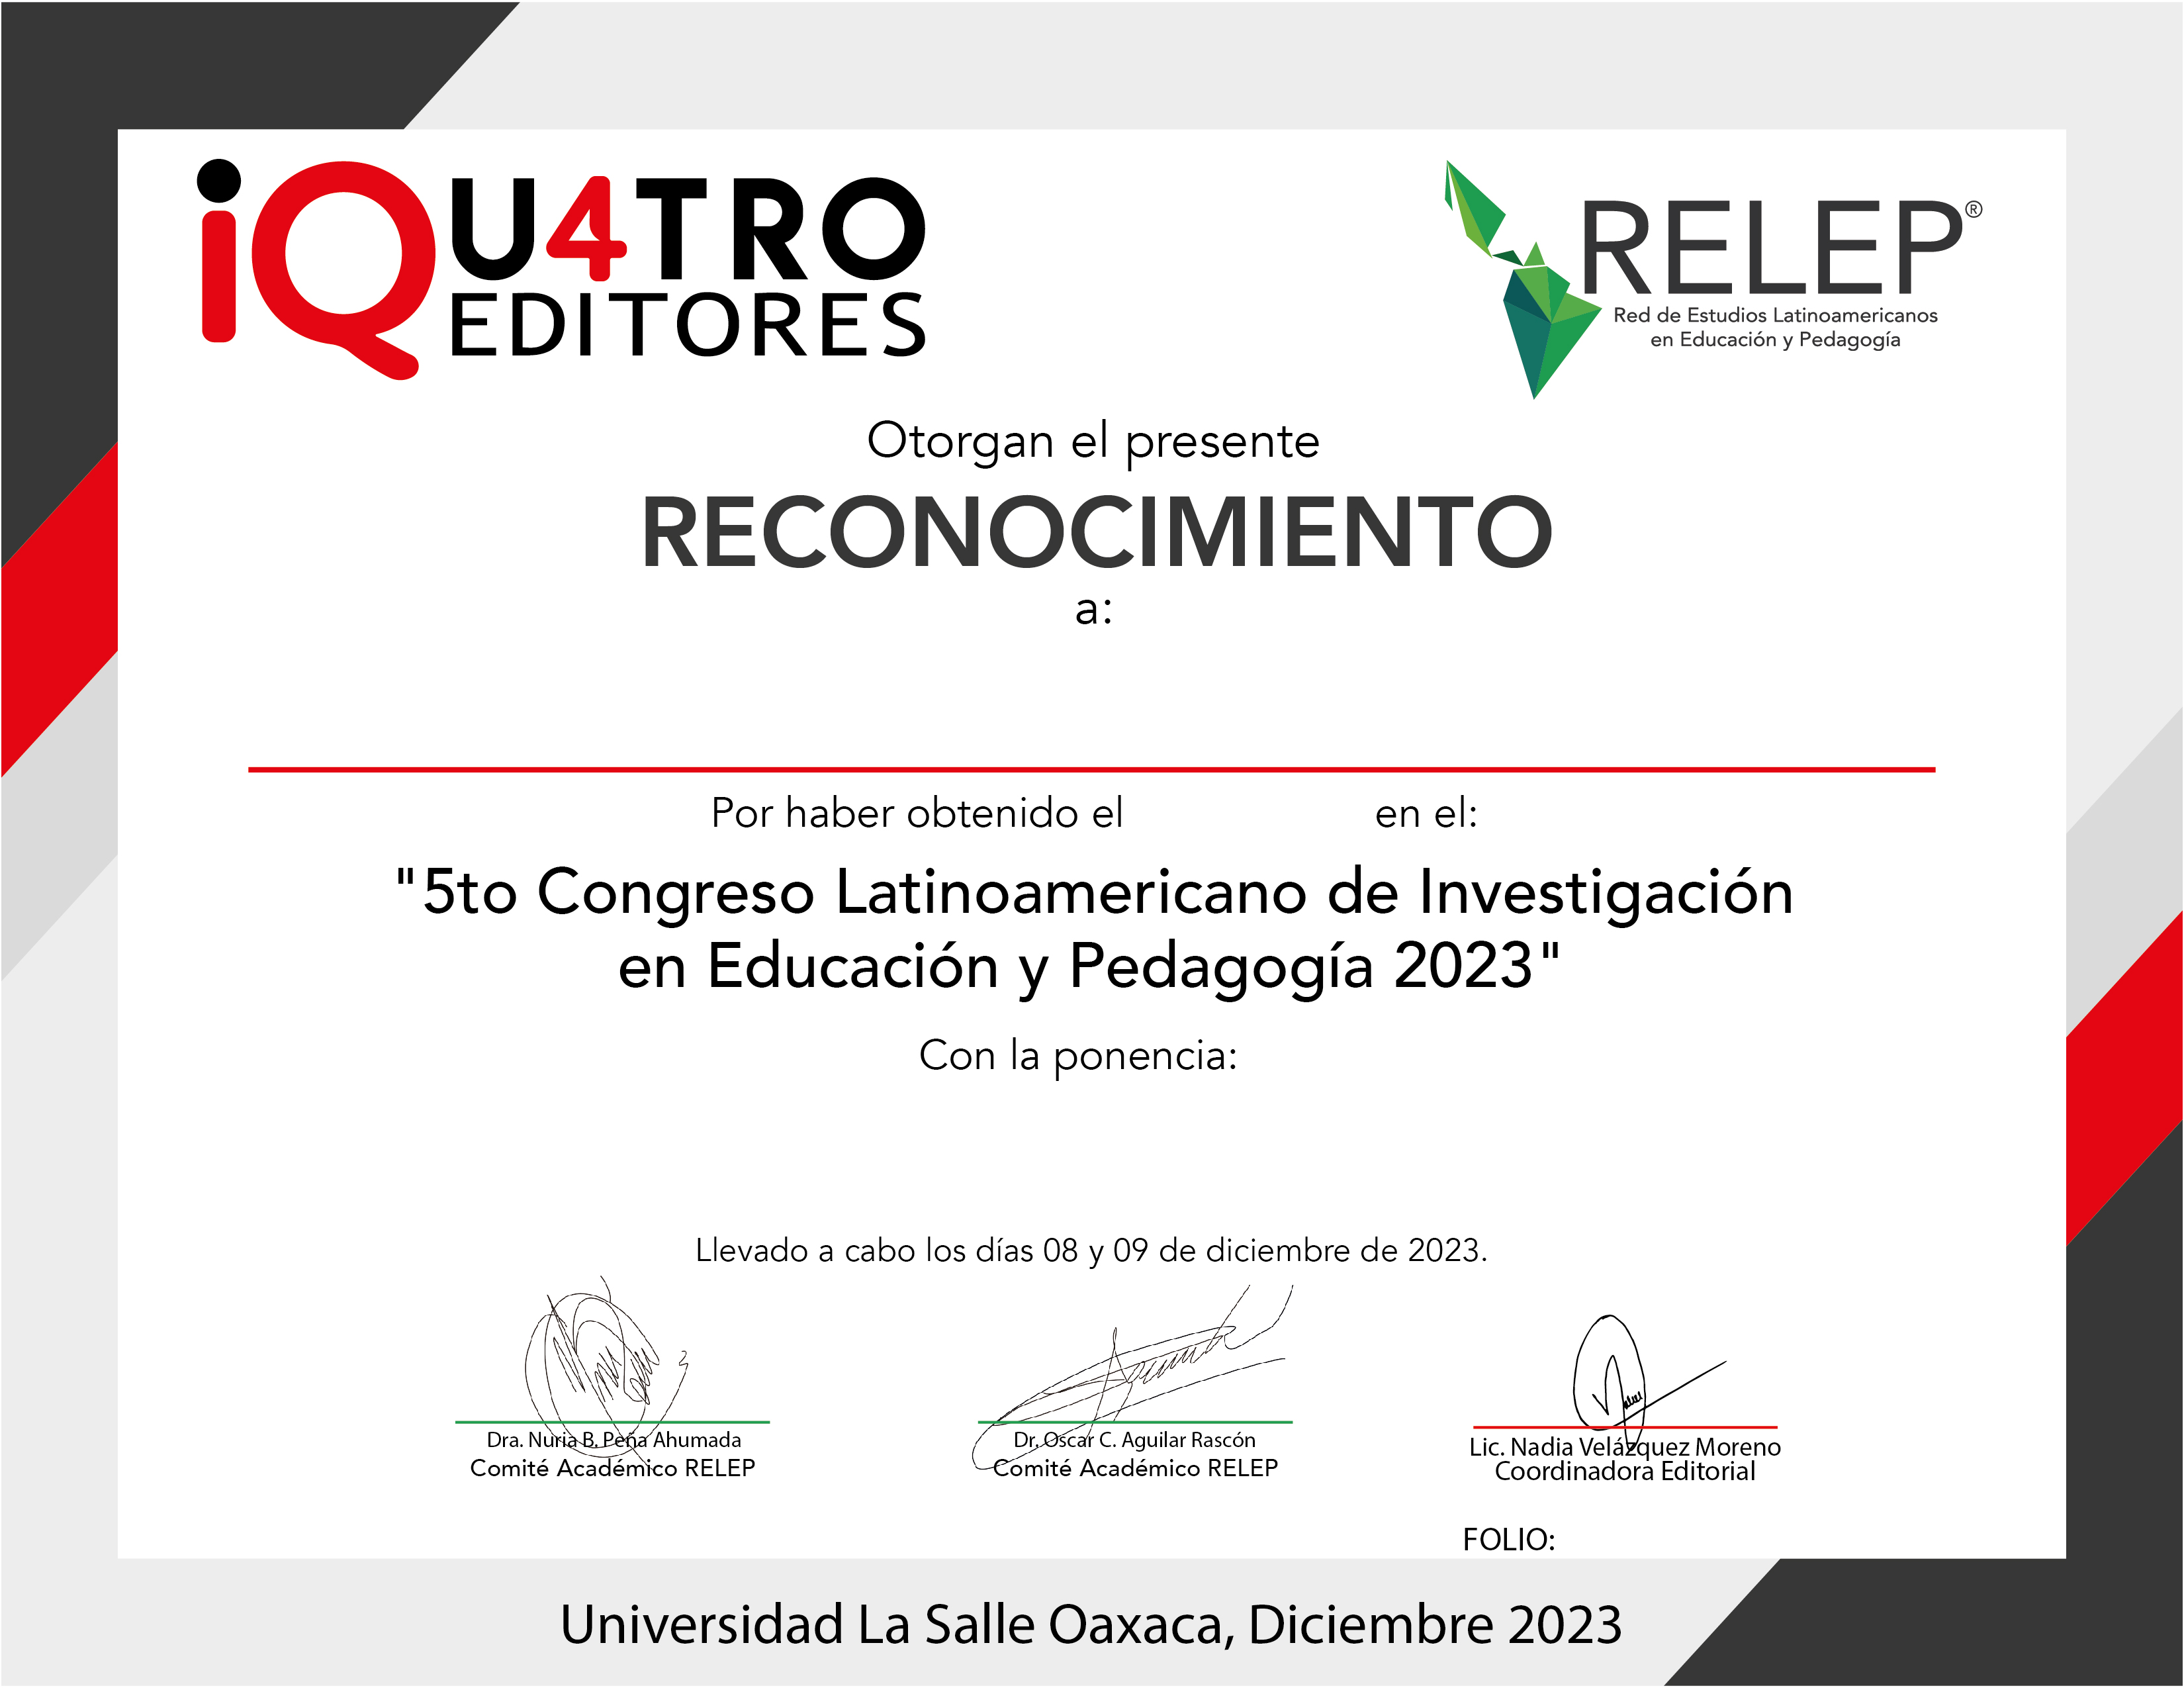 iQU4TRO
EDITORES
RELEP®
Red de Estudios Latinoamericanos
en Educación y Pedagogía
Otorgan el presente
RECONOCIMIENTO
a:
Por haber obtenido el en el:
"5to Congreso Latinoamericano de Investigación
en Educación y Pedagogía 2023"
Con la ponencia:
Llevado a cabo los días 08 y 09 de diciembre de 2023.
Dra. Nuria B. Peña Ahumada
Comité Académico RELEP
Dr. Oscar C. Aguilar Rascón
Comité Académico RELEP
Lic. Nadia Velázquez Moreno
Coordinadora Editorial
FOLIO:
Universidad La Salle Oaxaca, Diciembre 2023